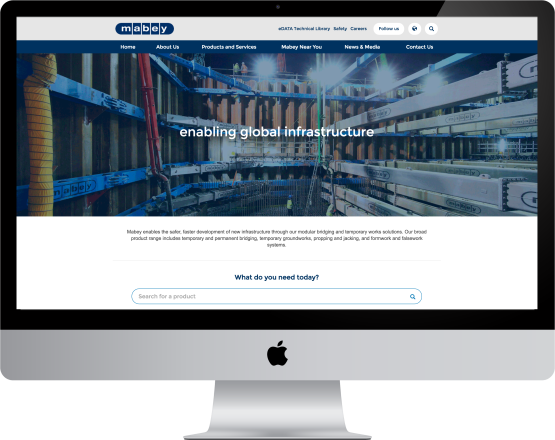 mabey
eDATA Technical Library Safety Careers Follow us
Home About Us Products and Services Mabey Near You News & Media Contact Us
enabling global infrastructure
mabey
Mabey enables the safer, faster development of new infrastructure through our modular bridging and temporary works solutions. Our broad
product range includes temporary and permanent bridging, temporary groundworks, propping and jacking, and formwork and falsework
systems.
What do you need today?
Search for a product